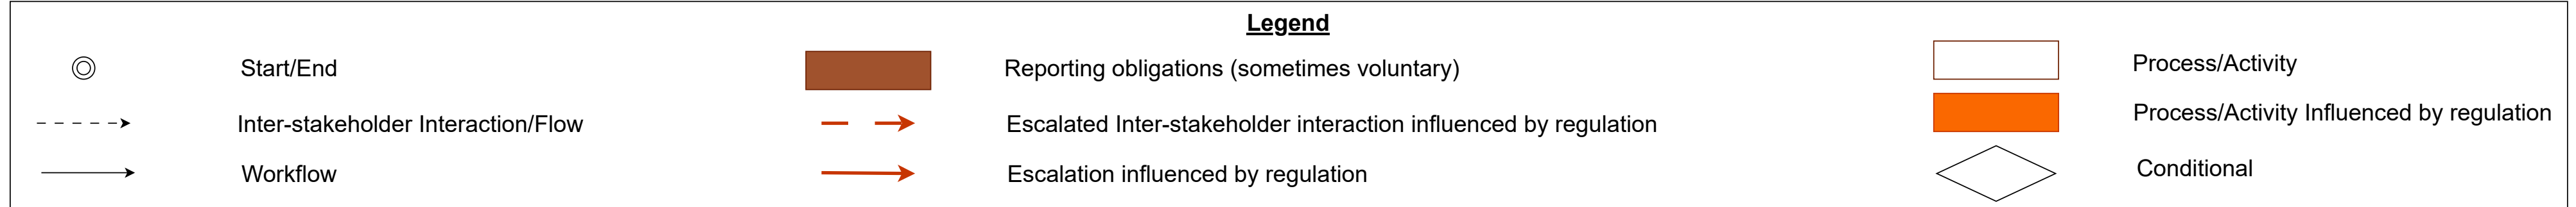 Legend
Start/End
Reporting obligations (sometimes voluntary)
Process/Activity
Inter-stakeholder Interaction/Flow
Escalated Inter-stakeholder interaction influenced by regulation
Process/Activity Influenced by regulation
Workflow
Escalation influenced by regulation
Conditional